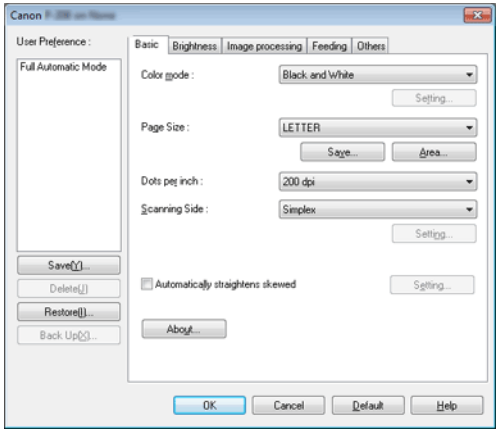 Canon
User Preference :
Full Automatic Mode
Save(Y)...
Delete(J)
Restore(I)...
Back Up(X)...
Basic
Brightness
Image processing
Feeding
Others
Color mode :
Black and White
Setting...
Page Size :
LETTER
Save...
Area...
Dots per inch :
200 dpi
Scanning Side :
Simplex
Setting...
Automatically straightens skewed
Setting...
About...
OK
Cancel
Default
Help